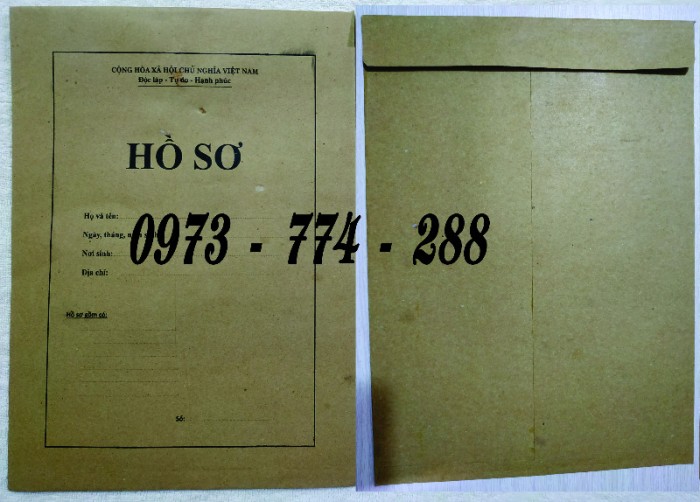 CỘNG HÒA XÃ HỘI CHỦ NGHĨA VIỆT NAM
Độc lập - Tự do - Hạnh phúc
HỒ SƠ
Họ và tên:
Ngày, tháng,
0973 - 774 - 288
Nơi sinh:
Địa chỉ:
Hồ sơ gồm có:
Số: